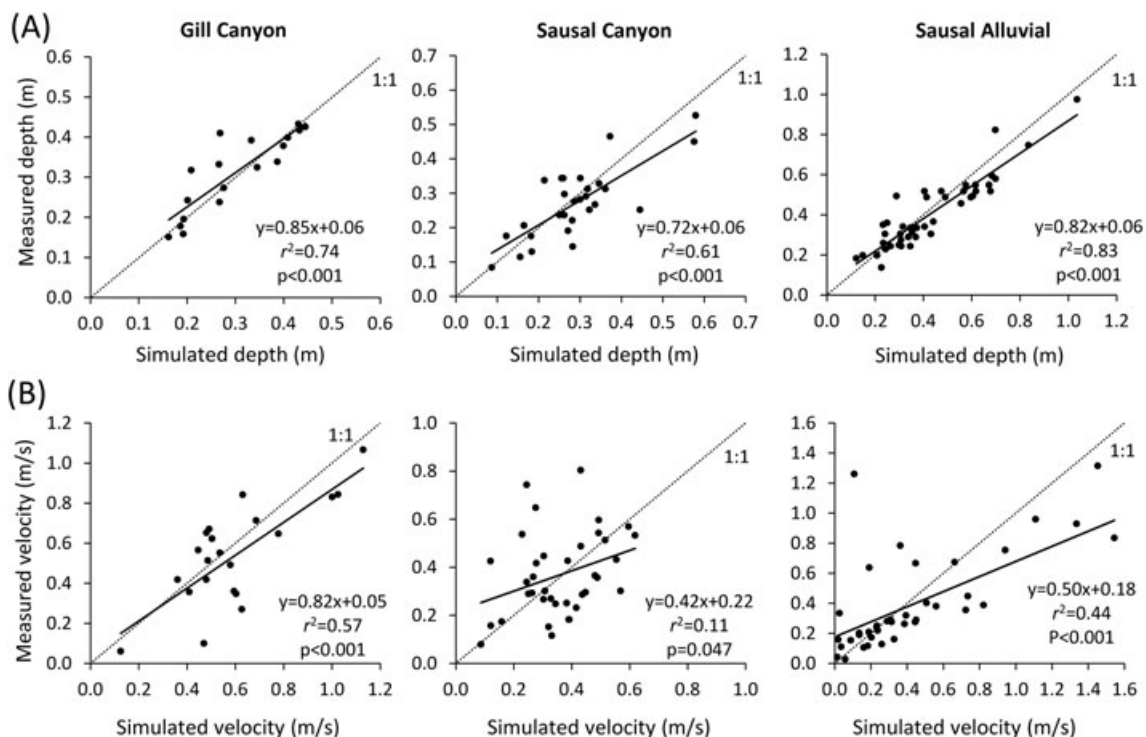 (A)
Gill Canyon
Sausal Canyon
Sausal Alluvial
Measured depth (m)
0.6
0.5
0.4
0.3
0.2
0.1
0.0
1:1
y=0.85x+0.06
r²=0.74
p<0.001
0.0 0.1 0.2 0.3 0.4 0.5 0.6
Simulated depth (m)
0.7
0.6
0.5
0.4
0.3
0.2
0.1
0.0
1:1
y=0.72x+0.06
r²=0.61
p<0.001
0.0 0.1 0.2 0.3 0.4 0.5 0.6 0.7
Simulated depth (m)
1.2
1.0
0.8
0.6
0.4
0.2
0.0
1:1
y=0.82x+0.06
r²=0.83
p<0.001
0.0 0.2 0.4 0.6 0.8 1.0 1.2
Simulated depth (m)
(B)
Measured velocity (m/s)
1.2
1.0
0.8
0.6
0.4
0.2
0.0
1:1
y=0.82x+0.05
r²=0.57
p<0.001
0.0 0.2 0.4 0.6 0.8 1.0 1.2
Simulated velocity (m/s)
1.0
0.8
0.6
0.4
0.2
0.0
1:1
y=0.42x+0.22
r²=0.11
p=0.047
0.0 0.2 0.4 0.6 0.8 1.0
Simulated velocity (m/s)
1.6
1.4
1.2
1.0
0.8
0.6
0.4
0.2
0.0
1:1
y=0.50x+0.18
r²=0.44
P<0.001
0.0 0.2 0.4 0.6 0.8 1.0 1.2 1.4 1.6
Simulated velocity (m/s)